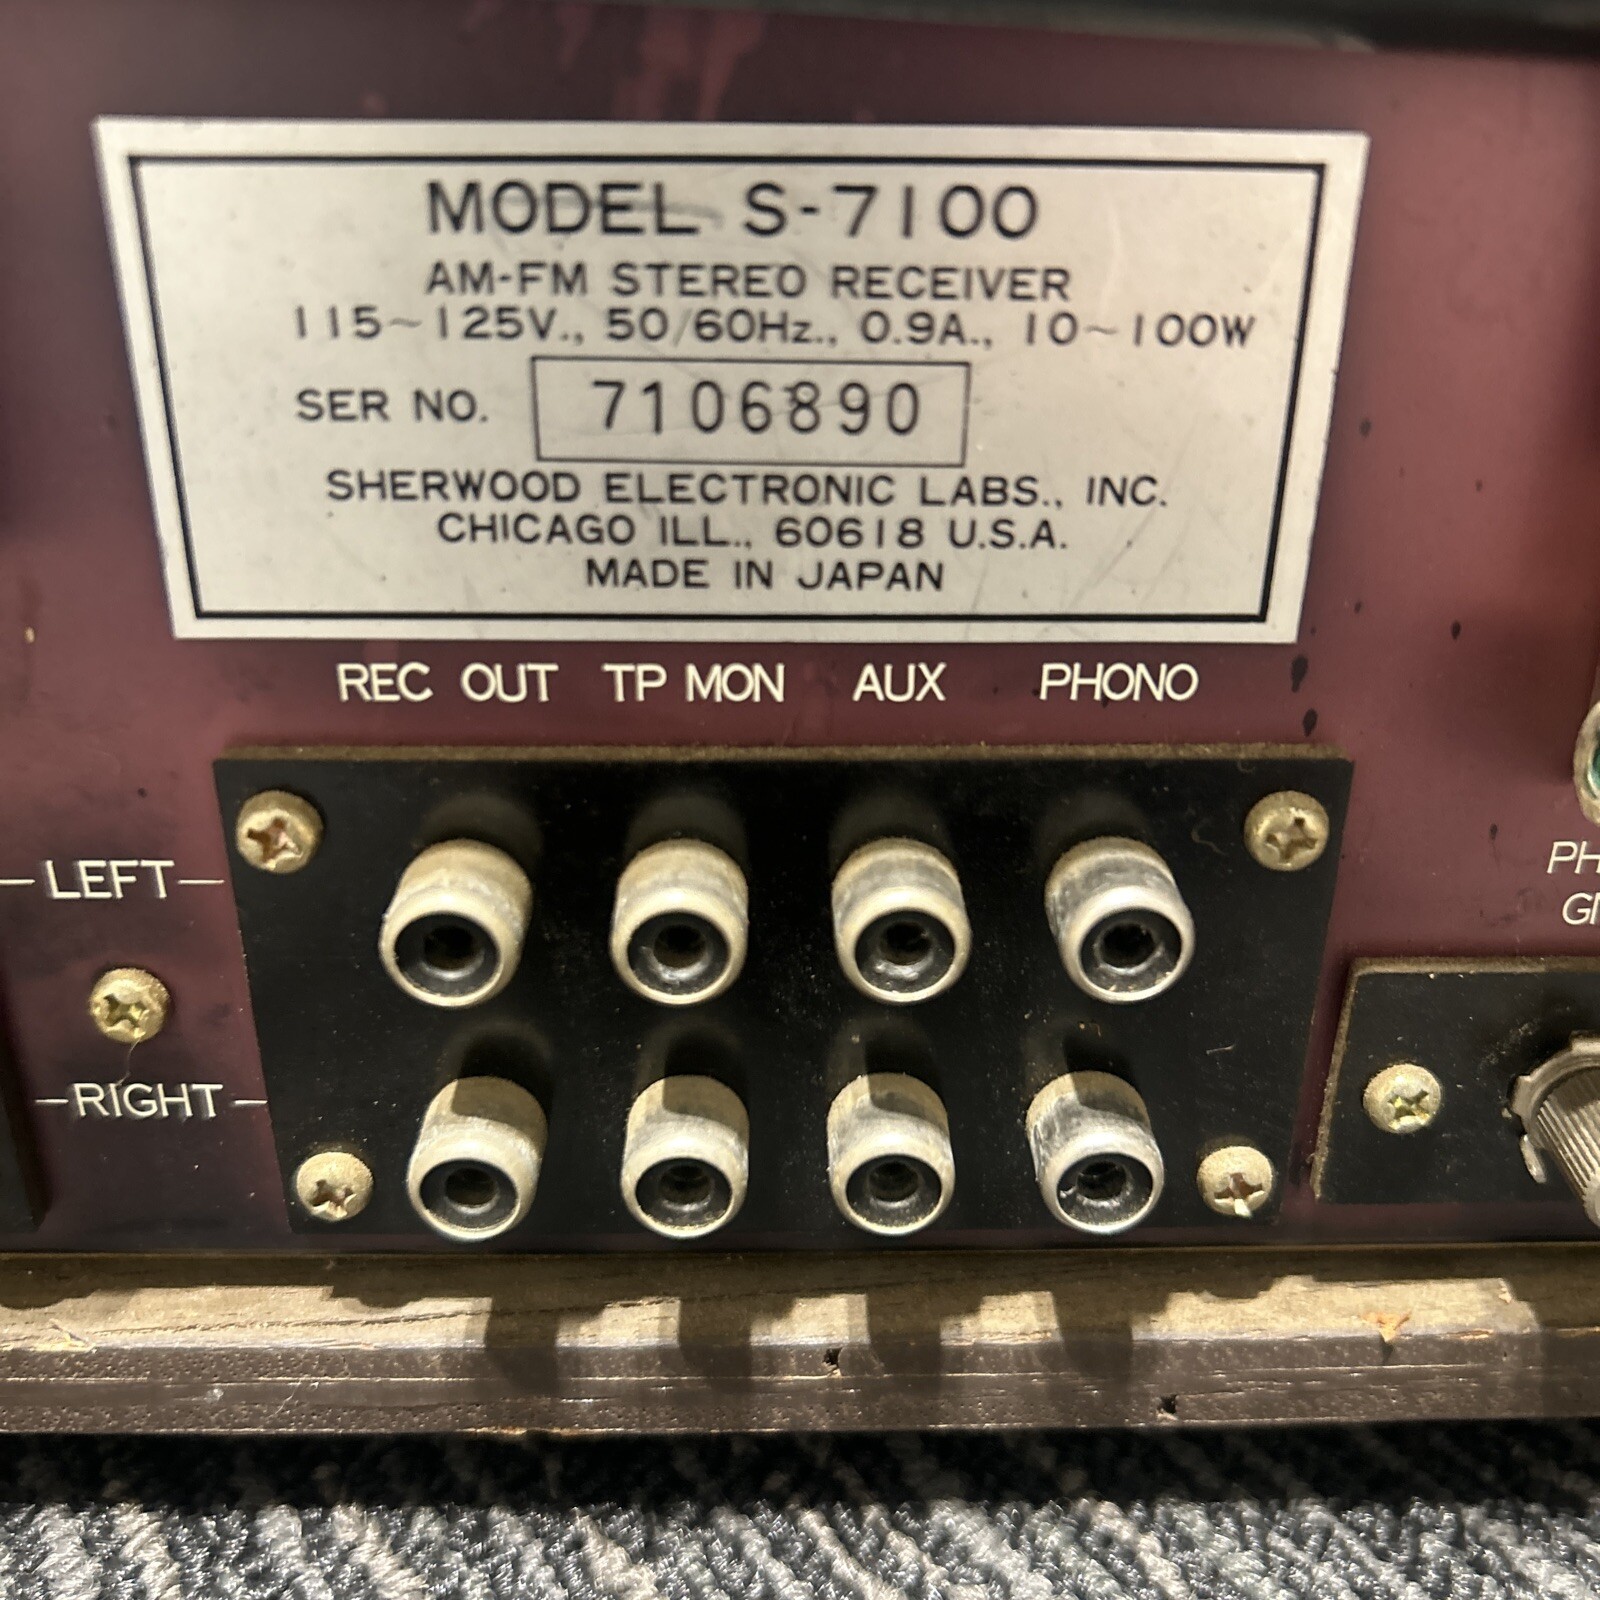 MODEL S-7100
AM-FM STEREO RECEIVER
115~125V., 50/60Hz., 0.9A., 10~100W
SER NO. 7106890
SHERWOOD ELECTRONIC LABS., INC.
CHICAGO ILL., 60618 U.S.A.
MADE IN JAPAN
REC OUT TP MON AUX PHONO
LEFT
RIGHT